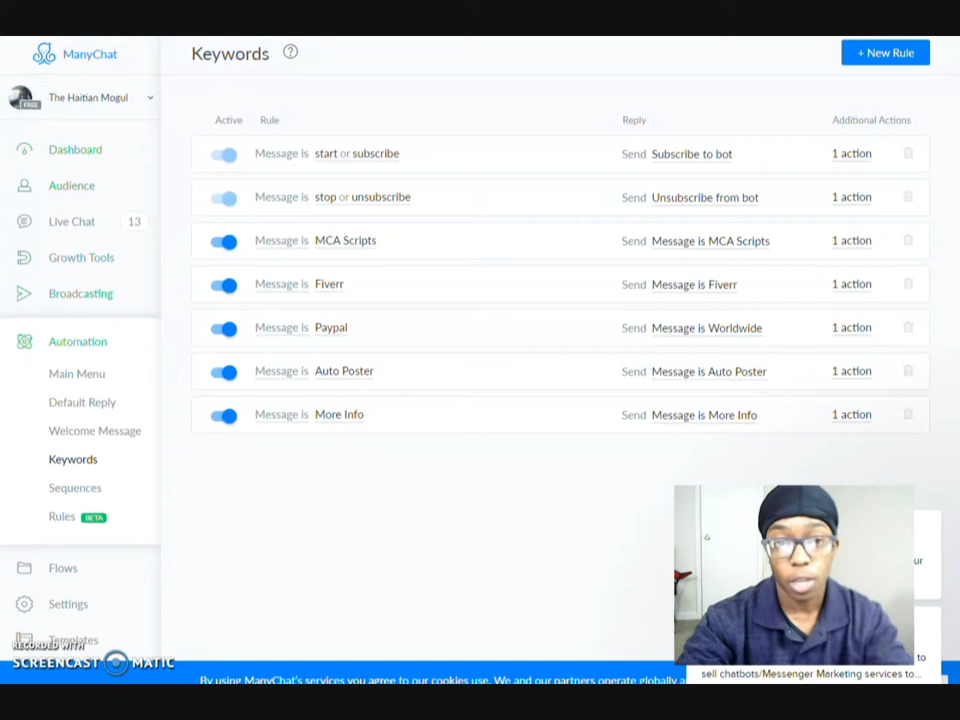 ManyChat
The Haitian Mogul
FREE
Dashboard
Audience
Live Chat 13
Growth Tools
Broadcasting
Automation
Main Menu
Default Reply
Welcome Message
Keywords
Sequences
Rules BETA
Flows
Settings
Templates
Keywords ?
+ New Rule
Active Rule Reply Additional Actions
Message is start or subscribe Send Subscribe to bot 1 action
Message is stop or unsubscribe Send Unsubscribe from bot 1 action
Message is MCA Scripts Send Message is MCA Scripts 1 action
Message is Fiverr Send Message is Fiverr 1 action
Message is Paypal Send Message is Worldwide 1 action
Message is Auto Poster Send Message is Auto Poster 1 action
Message is More Info Send Message is More Info 1 action
ur
to
sell chatbots/Messenger Marketing services to...
By using ManyChat's services you agree to our cookies use. We and our partners operate globally a
RECORDED WITH
SCREENCAST MATIC